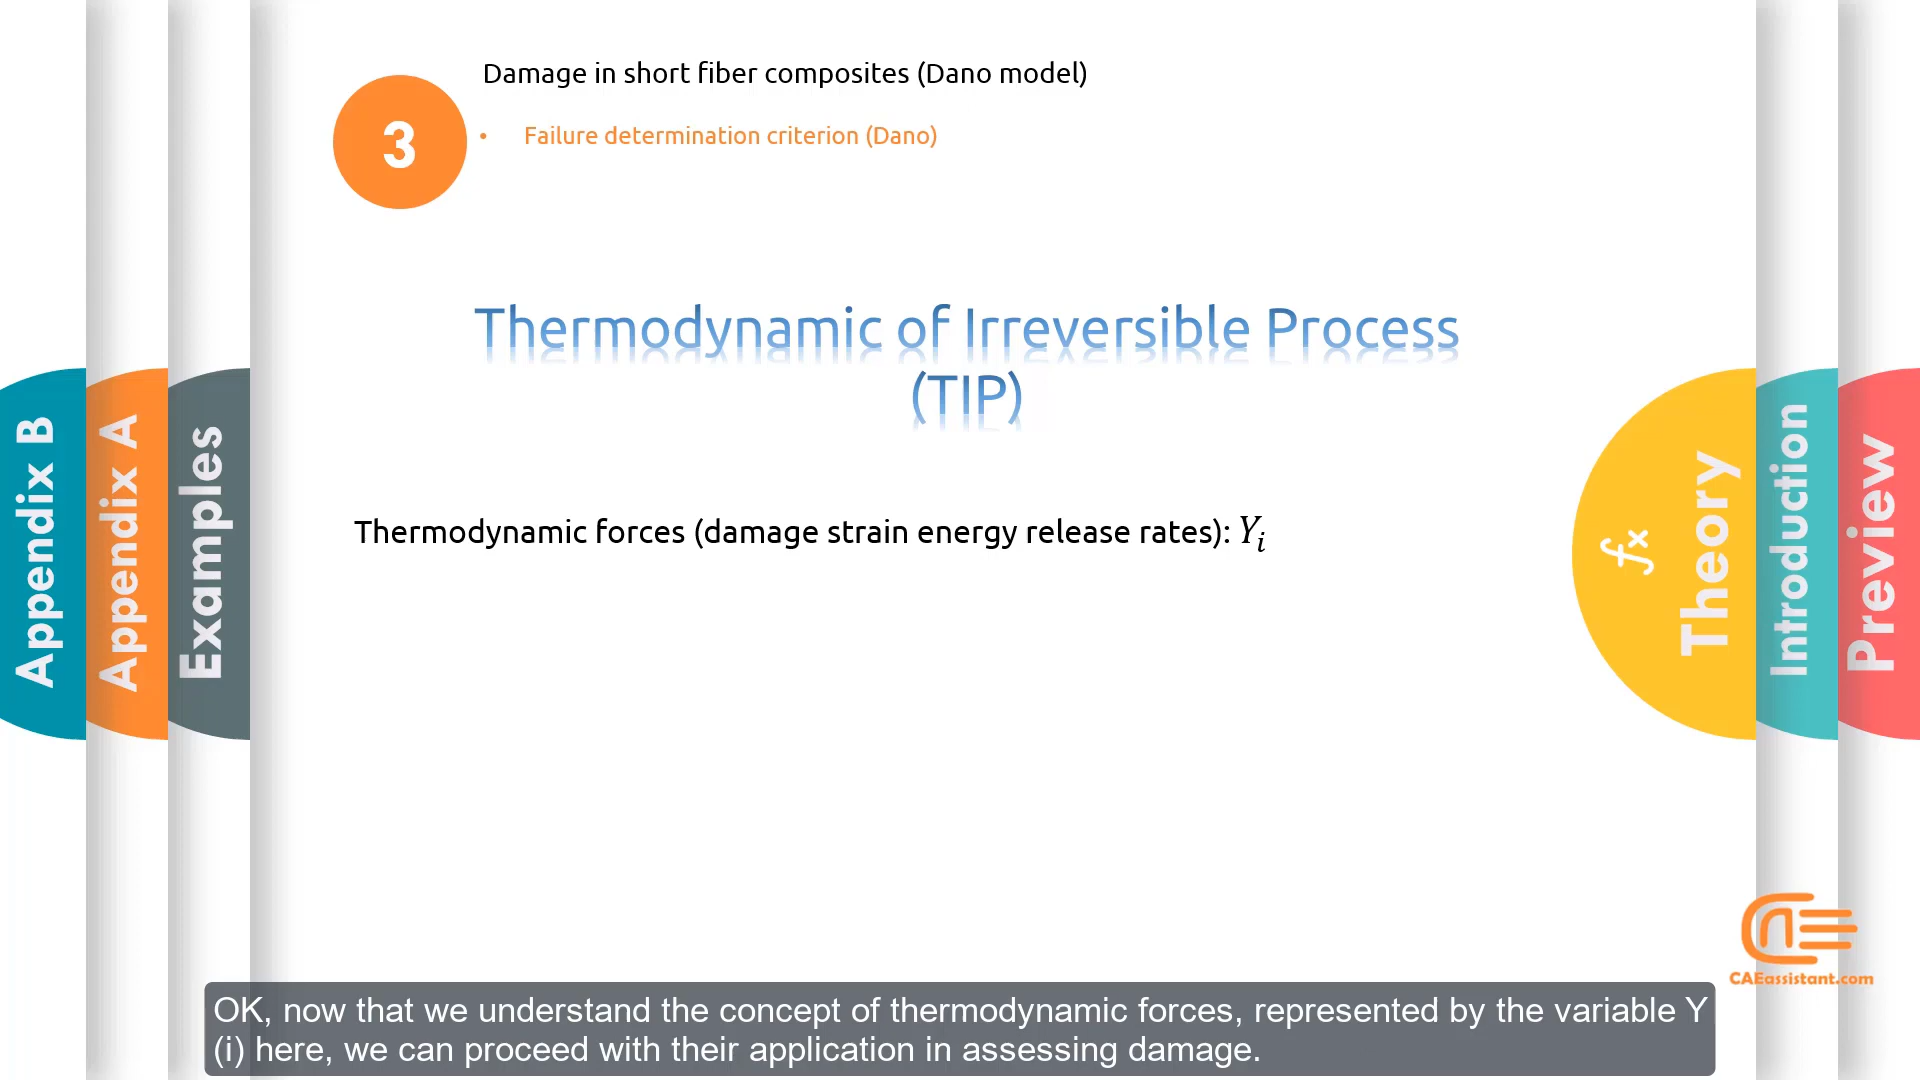 Damage in short fiber composites (Dano model)
3
• Failure determination criterion (Dano)
Thermodynamic of Irreversible Process
(TIP)
Thermodynamic forces (damage strain energy release rates): Yᵢ
Appendix B
Appendix A
Examples
fx
Theory
Introduction
Preview
CAEassistant.com
OK, now that we understand the concept of thermodynamic forces, represented by the variable Y
(i) here, we can proceed with their application in assessing damage.